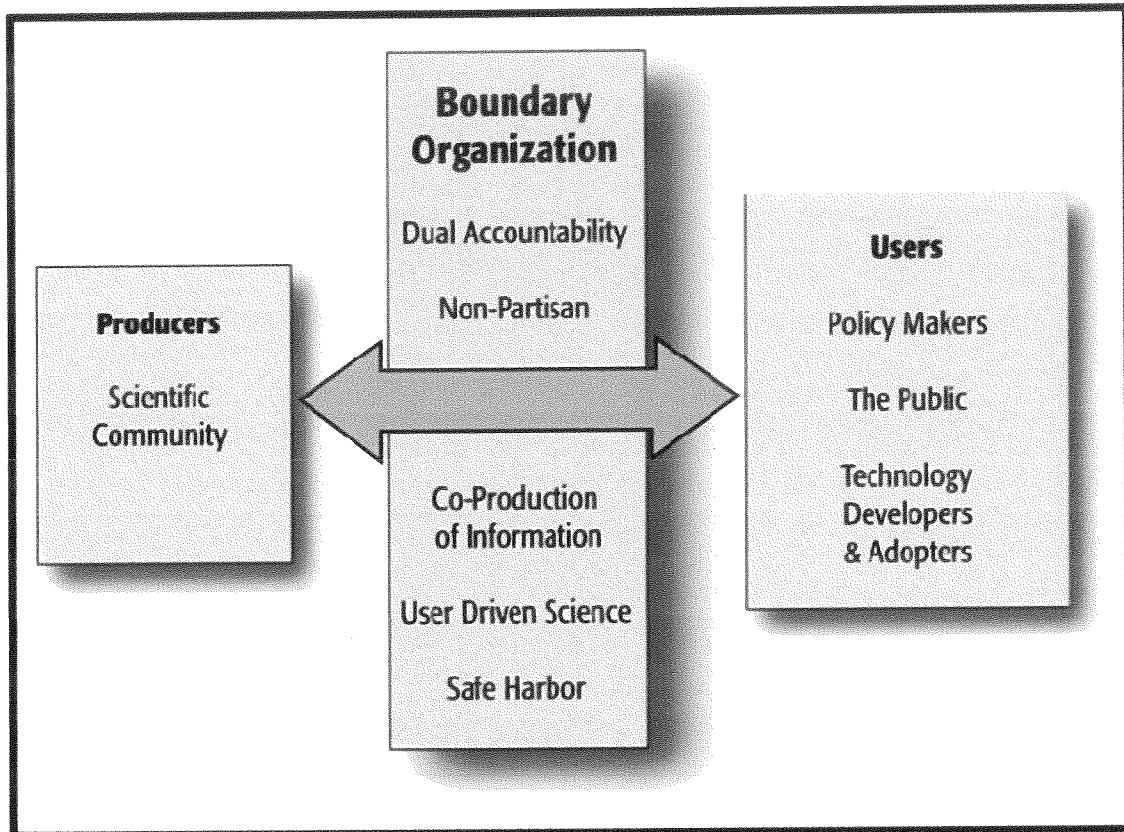 Producers
Scientific
Community
Boundary
Organization
Dual Accountability
Non-Partisan
Co-Production
of Information
User Driven Science
Safe Harbor
Users
Policy Makers
The Public
Technology
Developers
& Adopters